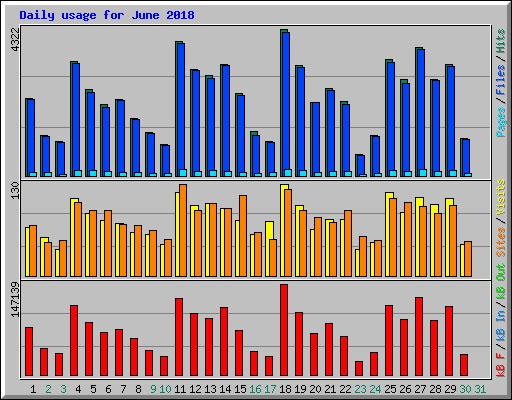 Daily usage for June 2018
4322
Pages / Files / Hits
130
Sites / Visits
147139
kB F / kB In / kB Out
1 2 3 4 5 6 7 8 9 10 11 12 13 14 15 16 17 18 19 20 21 22 23 24 25 26 27 28 29 30 31